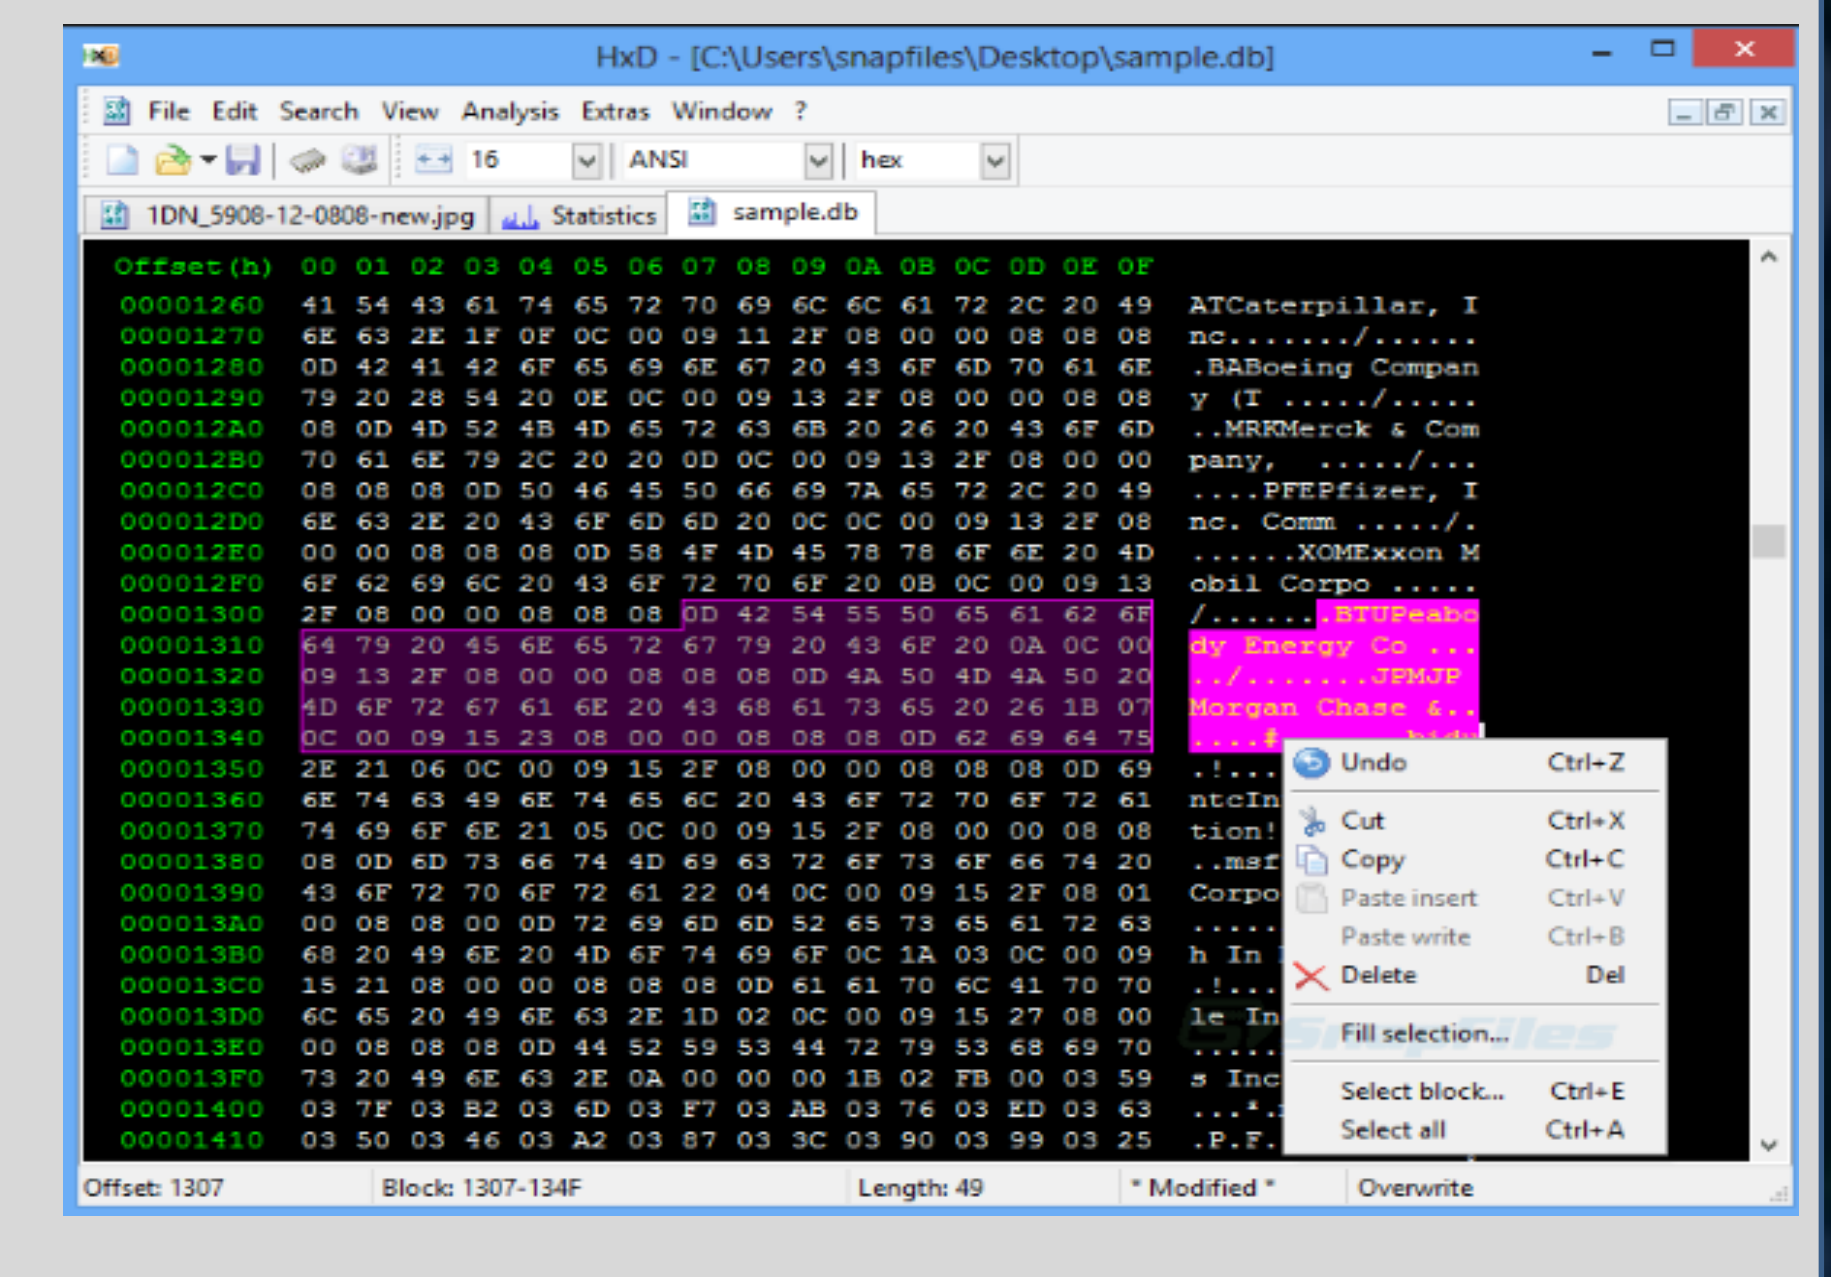 HxD - [C:\Users\snapfiles\Desktop\sample.db]
File Edit Search View Analysis Extras Window ?
16 ANSI hex
1DN_5908-12-0808-new.jpg Statistics sample.db
Offset(h) 00 01 02 03 04 05 06 07 08 09 0A 0B 0C 0D 0E 0F
00001260 41 54 43 61 74 65 72 70 69 6C 6C 61 72 2C 20 49 ATCaterpillar, I
00001270 6E 63 2E 1F 0F 0C 00 09 11 2F 08 00 00 08 08 08 nc......./......
00001280 0D 42 41 42 6F 65 69 6E 67 20 43 6F 6D 70 61 6E .BABoeing Compan
00001290 79 20 28 54 20 0E 0C 00 09 13 2F 08 00 00 08 08 y (T ...../.....
000012A0 08 0D 4D 52 4B 4D 65 72 63 6B 20 26 20 43 6F 6D ..MRKMerck & Com
000012B0 70 61 6E 79 2C 20 20 0D 0C 00 09 13 2F 08 00 00 pany,  ...../...
000012C0 08 08 08 0D 50 46 45 50 66 69 7A 65 72 2C 20 49 ....PFEPfizer, I
000012D0 6E 63 2E 20 43 6F 6D 6D 20 0C 0C 00 09 13 2F 08 nc. Comm ...../.
000012E0 00 00 08 08 08 0D 58 4F 4D 45 78 78 6F 6E 20 4D ......XOMExxon M
000012F0 6F 62 69 6C 20 43 6F 72 70 6F 20 0B 0C 00 09 13 obil Corpo .....
00001300 2F 08 00 00 08 08 08 0D 42 54 55 50 65 61 62 6F /.......BTUPeabo
00001310 64 79 20 45 6E 65 72 67 79 20 43 6F 20 0A 0C 00 dy Energy Co ...
00001320 09 13 2F 08 00 00 08 08 08 0D 4A 50 4D 4A 50 20 ../.......JPMJP
00001330 4D 6F 72 67 61 6E 20 43 68 61 73 65 20 26 1B 07 Morgan Chase &..
00001340 0C 00 09 15 23 08 00 00 08 08 08 0D 62 69 64 75 ....# bidu
00001350 2E 21 06 0C 00 09 15 2F 08 00 00 08 08 08 0D 69 .!...
00001360 6E 74 63 49 6E 74 65 6C 20 43 6F 72 70 6F 72 61 ntcIn
00001370 74 69 6F 6E 21 05 0C 00 09 15 2F 08 00 00 08 08 tion!
00001380 08 0D 6D 73 66 74 4D 69 63 72 6F 73 6F 66 74 20 ..msf
00001390 43 6F 72 70 6F 72 61 22 04 0C 00 09 15 2F 08 01 Corpo
000013A0 00 08 08 00 0D 72 69 6D 6D 52 65 73 65 61 72 63 .....
000013B0 68 20 49 6E 20 4D 6F 74 69 6F 0C 1A 03 0C 00 09 h In
000013C0 15 21 08 00 00 08 08 08 0D 61 61 70 6C 41 70 70 .!...
000013D0 6C 65 20 49 6E 63 2E 1D 02 0C 00 09 15 27 08 00 le In
000013E0 00 08 08 08 0D 44 52 59 53 44 72 79 53 68 69 70 .....
000013F0 73 20 49 6E 63 2E 0A 00 00 00 1B 02 FB 00 03 59 s Inc
00001400 03 7F 03 B2 03 6D 03 F7 03 AB 03 76 03 ED 03 63 ...².
00001410 03 50 03 46 03 A2 03 87 03 3C 03 90 03 99 03 25 .P.F.
Undo Ctrl+Z
Cut Ctrl+X
Copy Ctrl+C
Paste insert Ctrl+V
Paste write Ctrl+B
Delete Del
Fill selection...
Select block... Ctrl+E
Select all Ctrl+A
SnapFiles
Offset: 1307 Block: 1307-134F Length: 49 * Modified * Overwrite